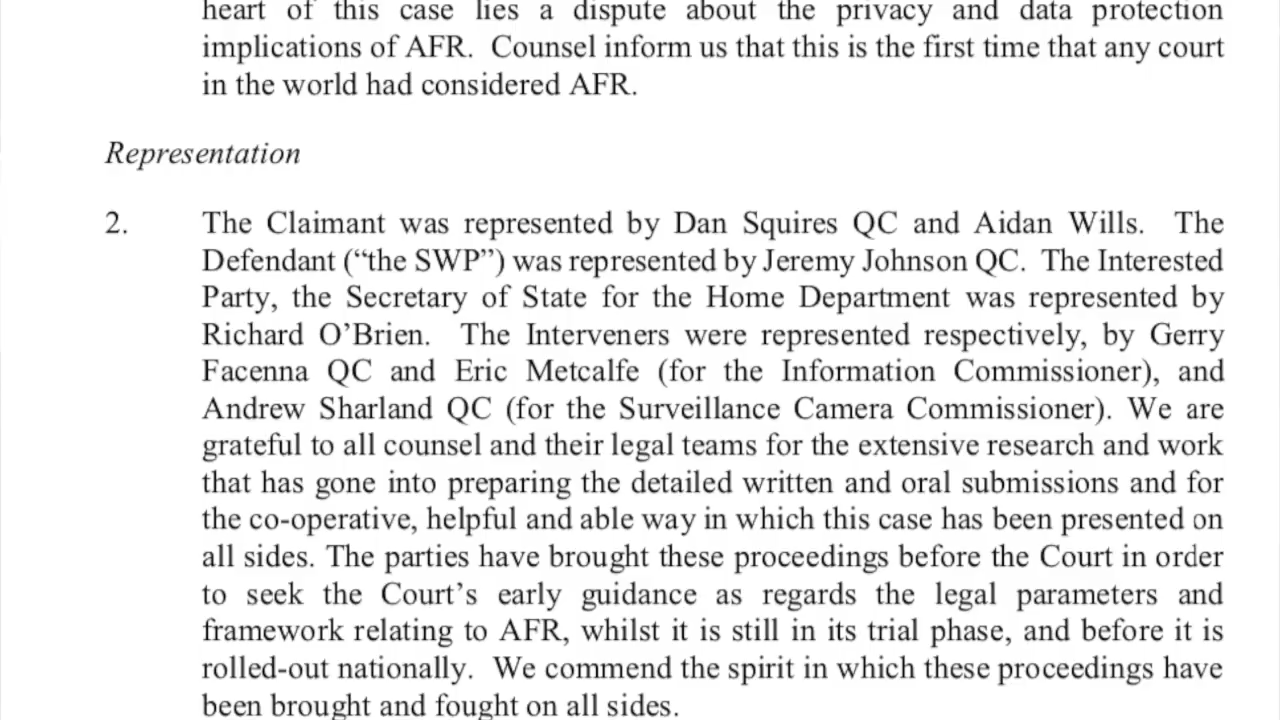 heart of this case lies a dispute about the privacy and data protection
implications of AFR.  Counsel inform us that this is the first time that any court
in the world had considered AFR.
Representation
2. The Claimant was represented by Dan Squires QC and Aidan Wills.  The
Defendant (“the SWP”) was represented by Jeremy Johnson QC.  The Interested
Party, the Secretary of State for the Home Department was represented by
Richard O’Brien.  The Interveners were represented respectively, by Gerry
Facenna QC and Eric Metcalfe (for the Information Commissioner), and
Andrew Sharland QC (for the Surveillance Camera Commissioner). We are
grateful to all counsel and their legal teams for the extensive research and work
that has gone into preparing the detailed written and oral submissions and for
the co-operative, helpful and able way in which this case has been presented on
all sides. The parties have brought these proceedings before the Court in order
to seek the Court’s early guidance as regards the legal parameters and
framework relating to AFR, whilst it is still in its trial phase, and before it is
rolled-out nationally.  We commend the spirit in which these proceedings have
been brought and fought on all sides.